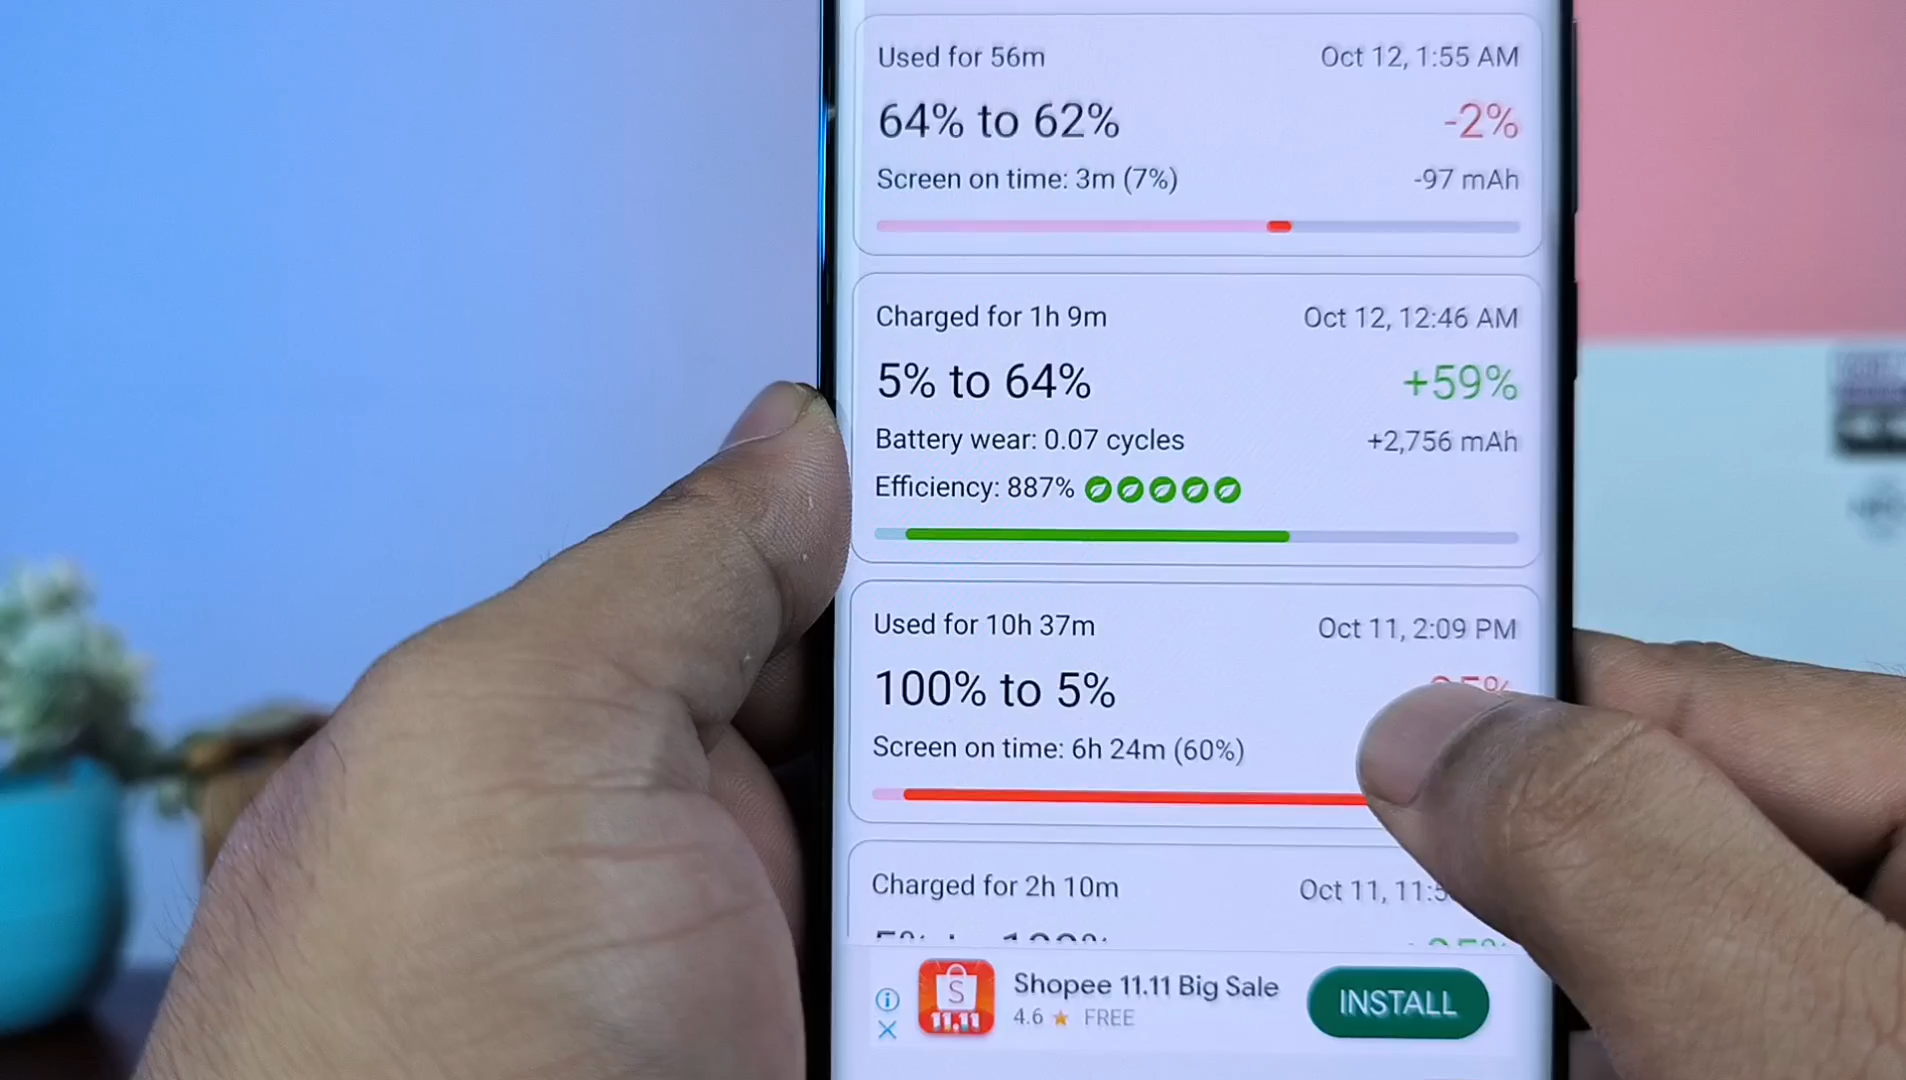 Used for 56m Oct 12, 1:55 AM
64% to 62% -2%
Screen on time: 3m (7%) -97 mAh
Charged for 1h 9m Oct 12, 12:46 AM
5% to 64% +59%
Battery wear: 0.07 cycles +2,756 mAh
Efficiency: 887%
Used for 10h 37m Oct 11, 2:09 PM
100% to 5%
Screen on time: 6h 24m (60%)
Charged for 2h 10m Oct 11, 11:5
Shopee 11.11 Big Sale
4.6 ★ FREE
INSTALL
S
11.11